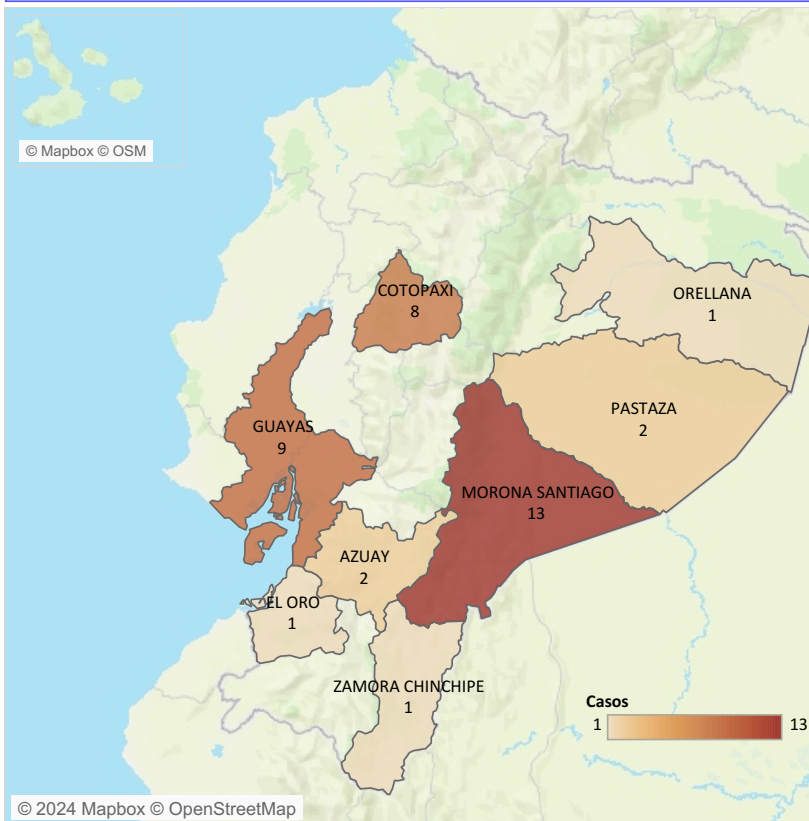 © Mapbox © OSM
COTOPAXI
8
ORELLANA
1
PASTAZA
2
GUAYAS
9
MORONA SANTIAGO
13
AZUAY
2
EL ORO
1
ZAMORA CHINCHIPE
1
Casos
1 13
© 2024 Mapbox © OpenStreetMap